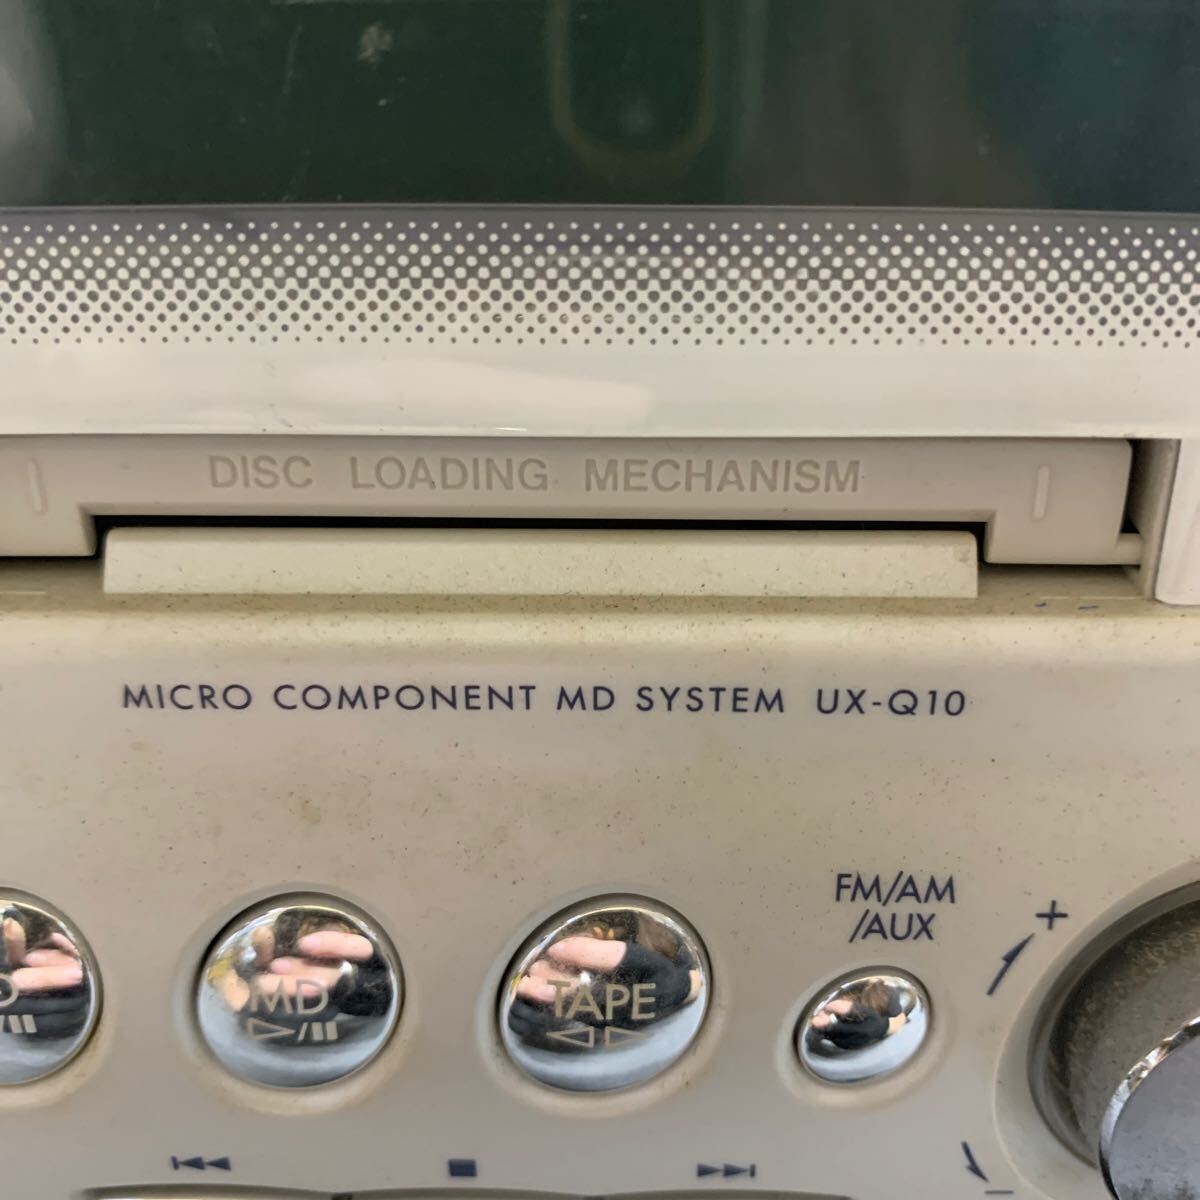 DISC LOADING MECHANISM
MICRO COMPONENT MD SYSTEM UX-Q10
FM/AM
/AUX
+
MD
TAPE
−